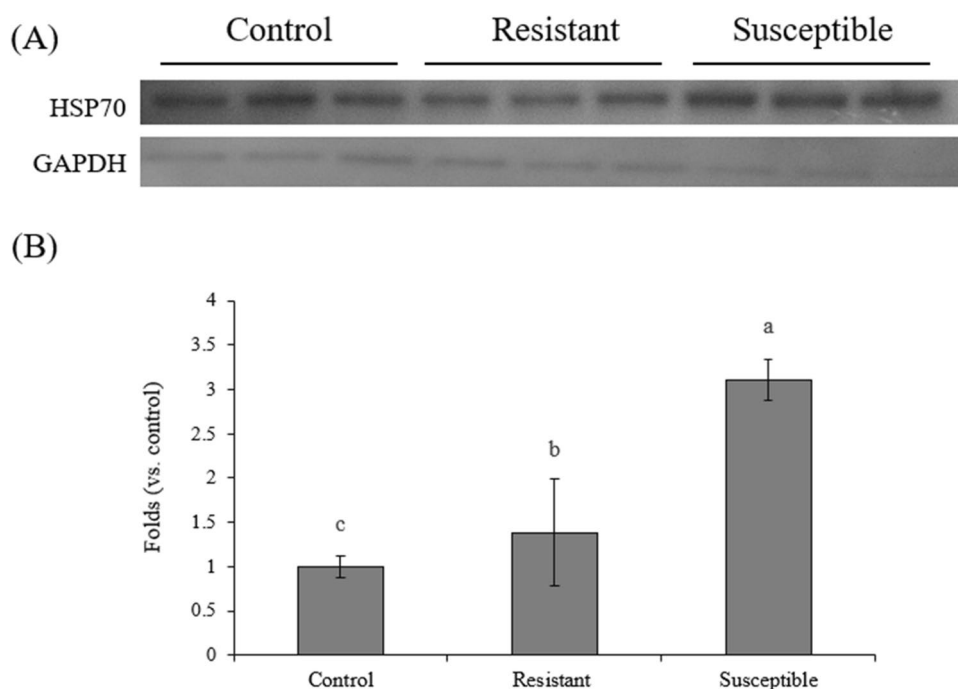 (A)
Control Resistant Susceptible
HSP70
GAPDH
(B)
4
3.5
3
2.5
2
1.5
1
0.5
0
Folds (vs. control)
c
b
a
Control Resistant Susceptible